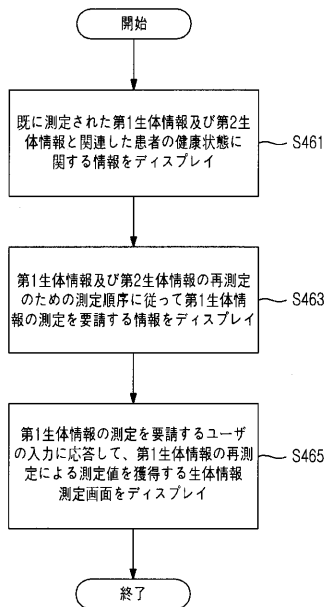 開始
既に測定された第1生体情報及び第2生
体情報と関連した患者の健康状態に
関する情報をディスプレイ
S461
第1生体情報及び第2生体情報の再測定
のための測定順序に従って第1生体情
報の測定を要請する情報をディスプレイ
S463
第1生体情報の測定を要請するユーザ
の入力に応答して、第1生体情報の再測
定による測定値を獲得する生体情報
測定画面をディスプレイ
S465
終了